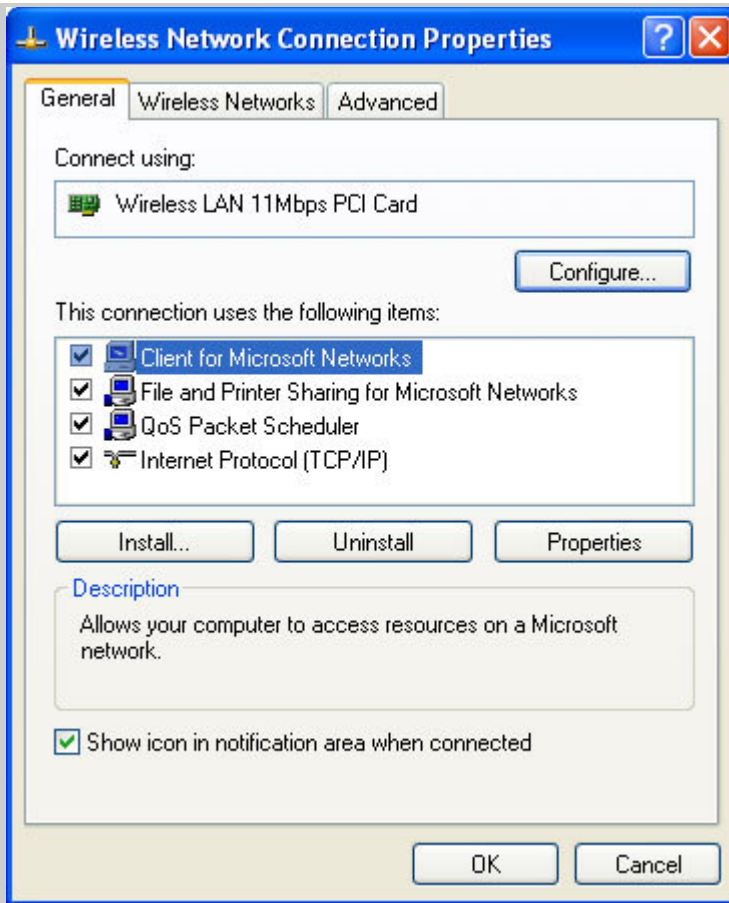 Wireless Network Connection Properties
General
Wireless Networks
Advanced
Connect using:
Wireless LAN 11Mbps PCI Card
Configure...
This connection uses the following items:
Client for Microsoft Networks
File and Printer Sharing for Microsoft Networks
QoS Packet Scheduler
Internet Protocol (TCP/IP)
Install...
Uninstall
Properties
Description
Allows your computer to access resources on a Microsoft
network.
Show icon in notification area when connected
OK
Cancel